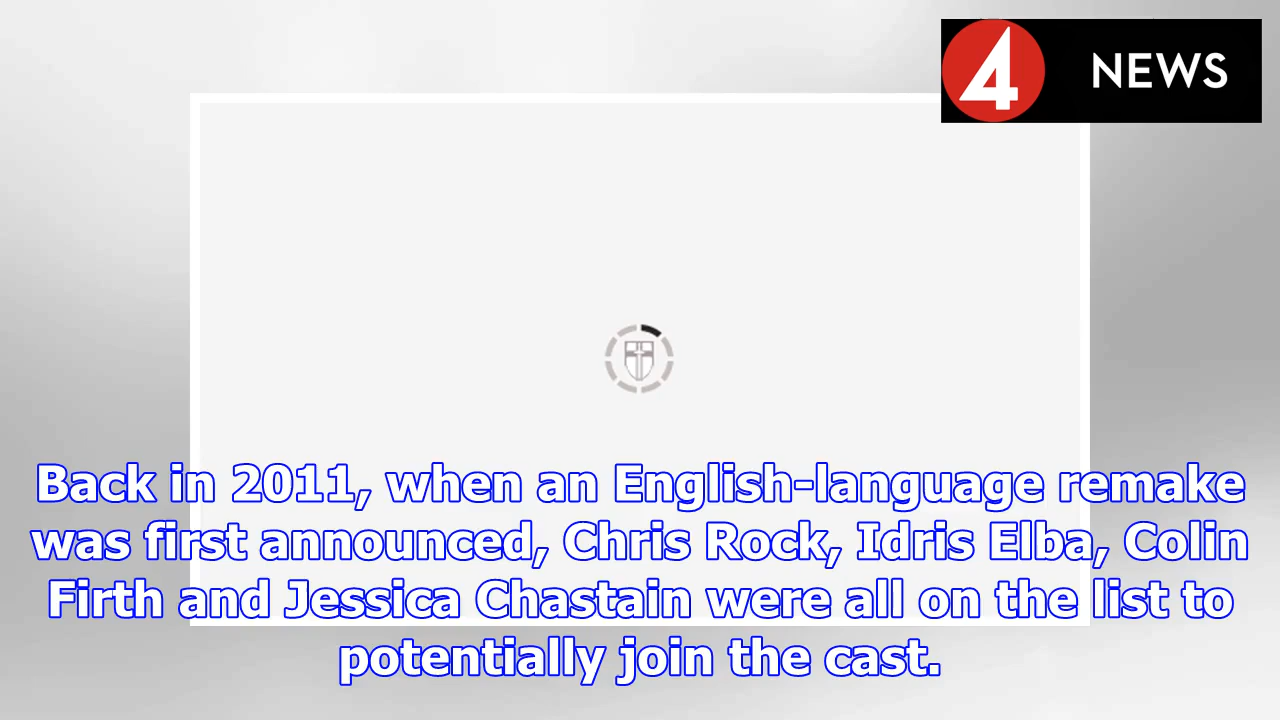 4 NEWS
Back in 2011, when an English-language remake
was first announced, Chris Rock, Idris Elba, Colin
Firth and Jessica Chastain were all on the list to
potentially join the cast.